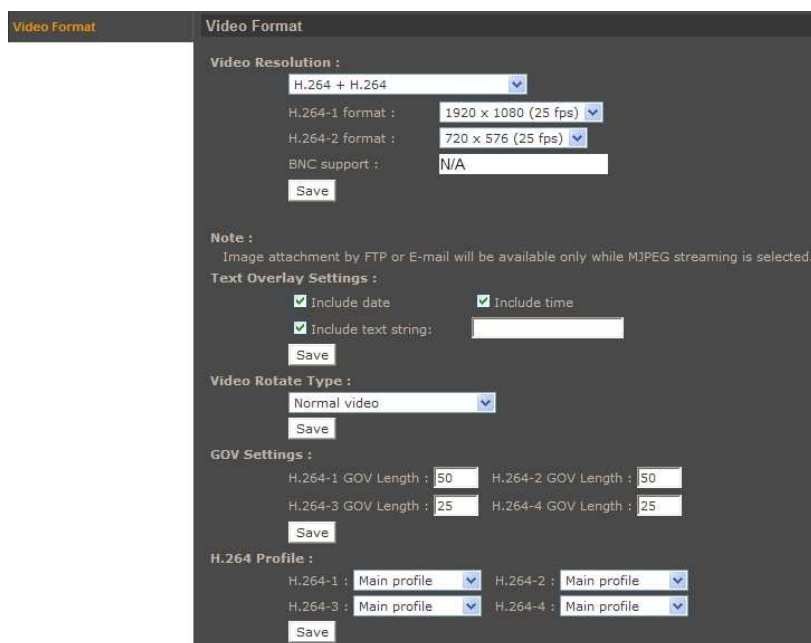 Video Format
Video Format
Video Resolution :
H.264 + H.264
H.264-1 format : 1920 x 1080 (25 fps)
H.264-2 format : 720 x 576 (25 fps)
BNC support : N/A
Save
Note :
Image attachment by FTP or E-mail will be available only while MJPEG streaming is selected.
Text Overlay Settings :
Include date Include time
Include text string:
Save
Video Rotate Type :
Normal video
Save
GOV Settings :
H.264-1 GOV Length : 50 H.264-2 GOV Length : 50
H.264-3 GOV Length : 25 H.264-4 GOV Length : 25
Save
H.264 Profile :
H.264-1 : Main profile H.264-2 : Main profile
H.264-3 : Main profile H.264-4 : Main profile
Save